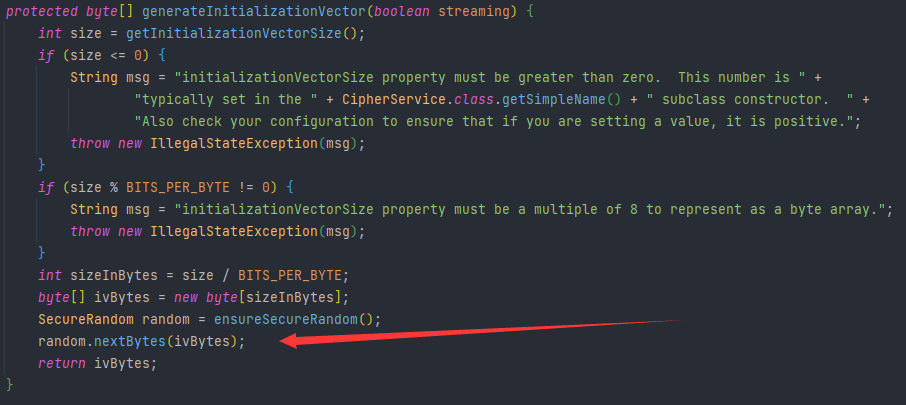 protected byte[] generateInitializationVector(boolean streaming) {
    int size = getInitializationVectorSize();
    if (size <= 0) {
        String msg = "initializationVectorSize property must be greater than zero.  This number is " +
                "typically set in the " + CipherService.class.getSimpleName() + " subclass constructor.  " +
                "Also check your configuration to ensure that if you are setting a value, it is positive.";
        throw new IllegalStateException(msg);
    }
    if (size % BITS_PER_BYTE != 0) {
        String msg = "initializationVectorSize property must be a multiple of 8 to represent as a byte array.";
        throw new IllegalStateException(msg);
    }
    int sizeInBytes = size / BITS_PER_BYTE;
    byte[] ivBytes = new byte[sizeInBytes];
    SecureRandom random = ensureSecureRandom();
    random.nextBytes(ivBytes);
    return ivBytes;
}